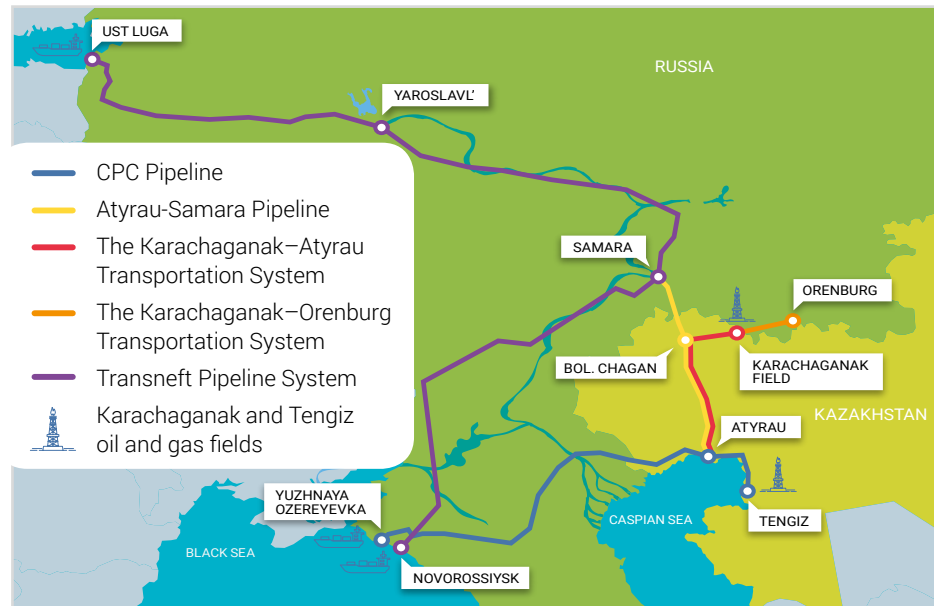 UST LUGA
RUSSIA
YAROSLAVL'
CPC Pipeline
Atyrau-Samara Pipeline
The Karachaganak–Atyrau
Transportation System
The Karachaganak–Orenburg
Transportation System
Transneft Pipeline System
Karachaganak and Tengiz
oil and gas fields
SAMARA
ORENBURG
BOL. CHAGAN
KARACHAGANAK
FIELD
KAZAKHSTAN
ATYRAU
YUZHNAYA
OZEREYEVKA
CASPIAN SEA
TENGIZ
BLACK SEA
NOVOROSSIYSK